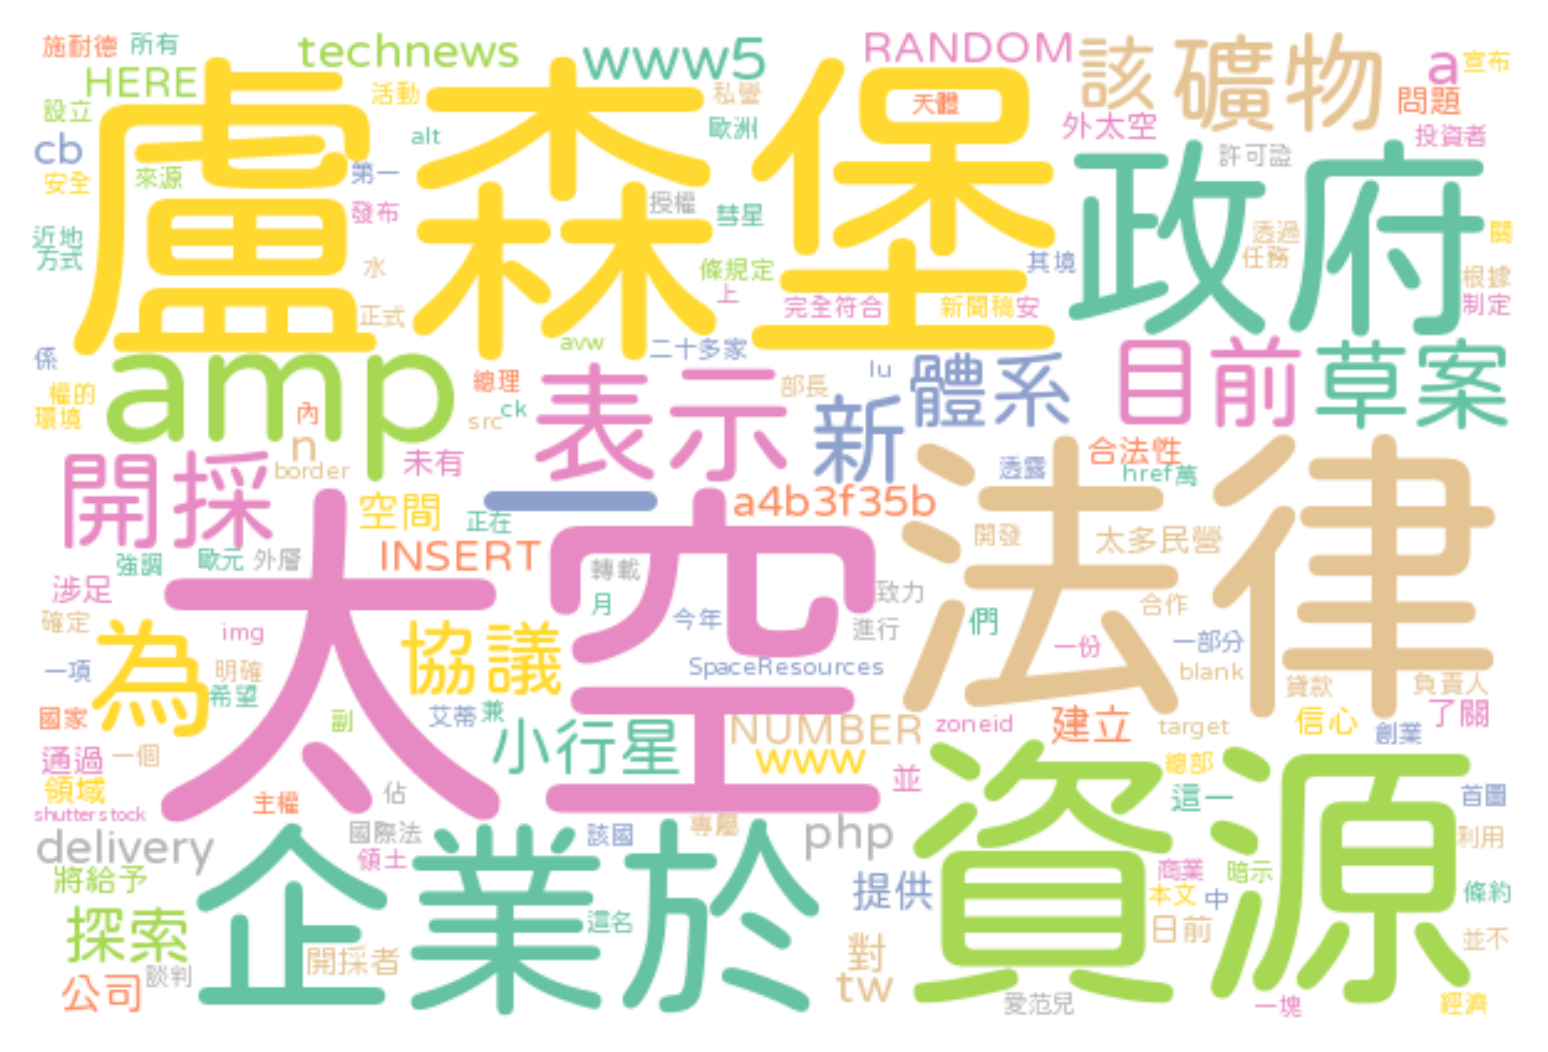 施耐德 所有 technews www5 RANDOM 該 礦物 a 宣布
HERE 活動 私營 天體 問題
設立 盧森堡 歐洲 外太空 投資者
cb alt 許可證
安全 來源 第一 政府
發布 授權 彗星
近地 透過 關
方式 水 條規定 其境 任務 根據
上 完全符合 新聞稿 安 制定
正式
係 avw 二十多家 lu 體系 目前 草案
amp 總理 表示 部長
權的 ck 新
環境 內 src
n 合法性
border 未有 透露 href 萬
開採 空間 一 a4b3f35b 法律
正在 開發 太多民營
強調 歐元 外層 INSERT 轉載
涉足 太空 月 致力 合作
確定 今年 進行 們
為 img 協議 一份 一部分
一項 明確 SpaceResources blank
希望 貸款 負責人
國家 副 艾蒂 兼 NUMBER zoneid 建立 target 信心 了關
小行星 創業
通過 一個 www 總部
領域 主權 佔 並 這一 首圖
shutterstock 專屬 資源
delivery 國際法 該國 php 利用
領土 商業 暗示
將給予 企業於 提供 本文 中 條約
探索 這名 日前 並不
開採者 對
談判 tw
公司 愛范兒 一塊 經濟